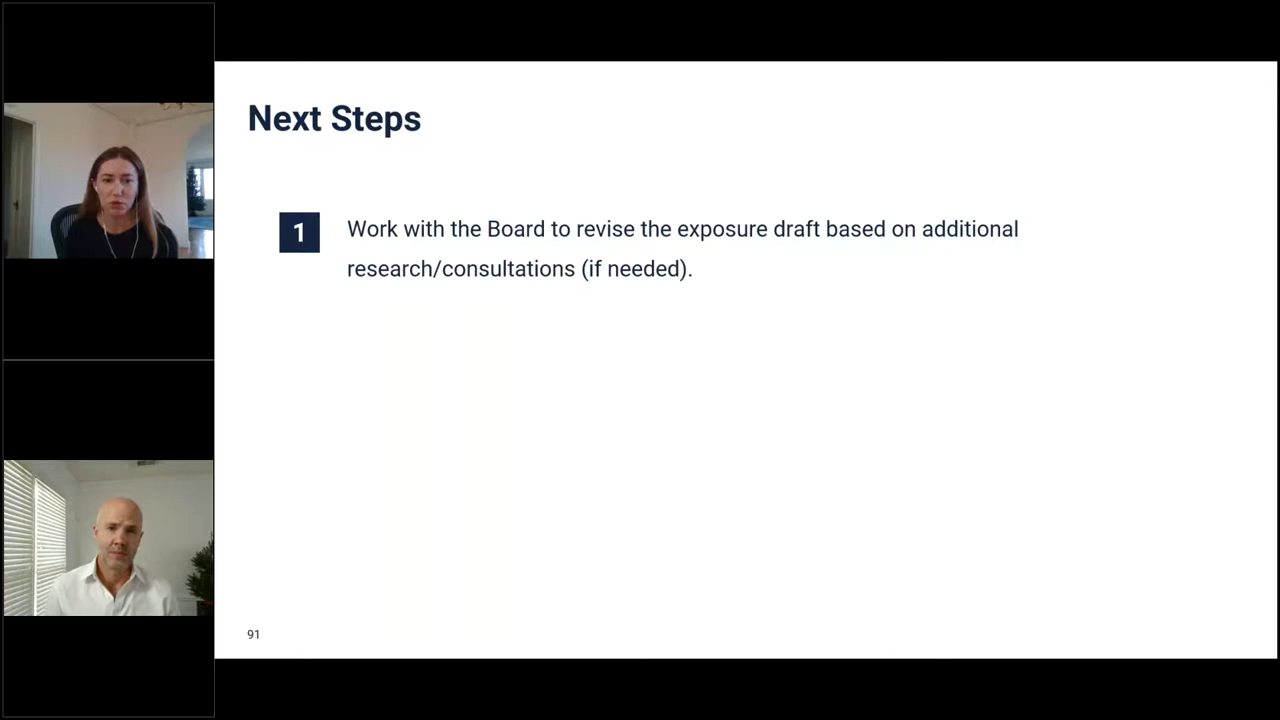 Next Steps
1
Work with the Board to revise the exposure draft based on additional
research/consultations (if needed).
91